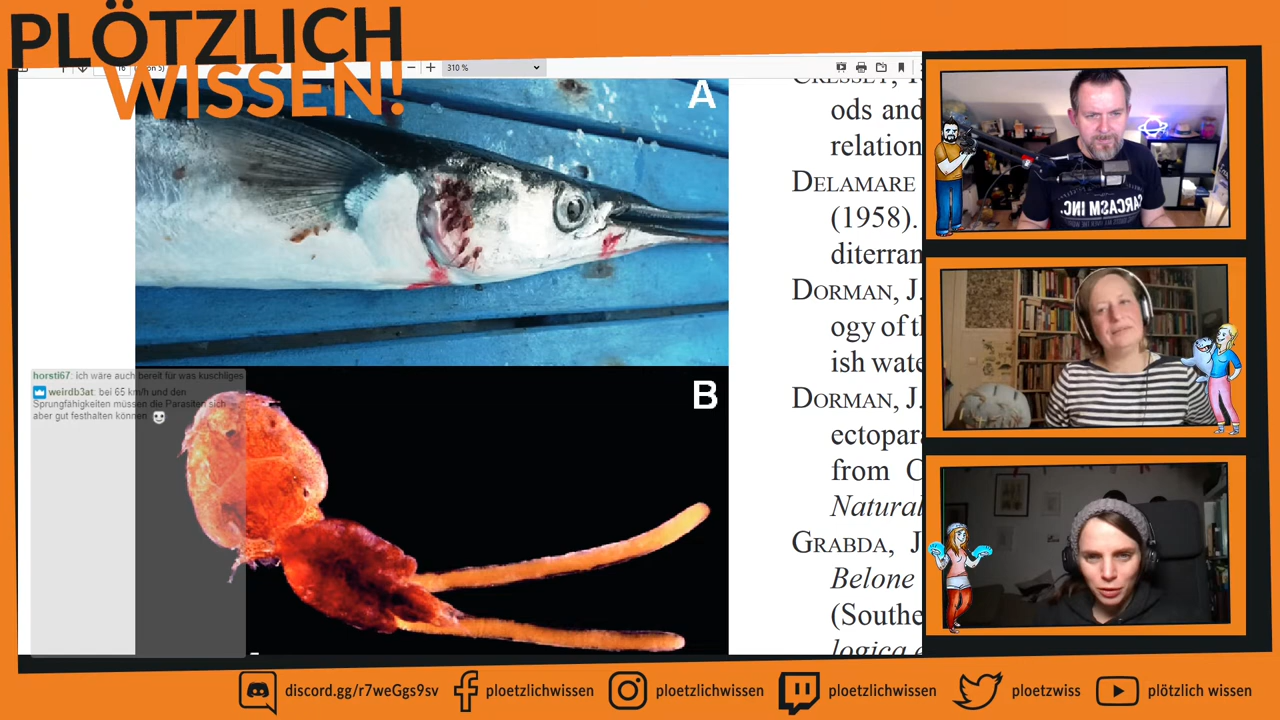 PLÖTZLICH
WISSEN!
310 %
A
B
horsti67: ich wäre auch bereit für was kuschliges
weirdb3at: bei 65 km/h und den
Sprungfähigkeiten müssen die Parasiten sich
aber gut festhalten können
ods and
relation
DELAMARE
(1958).
diterran
DORMAN, J.
ogy of th
ish wate
DORMAN, J.
ectopara
from C
Natural
GRABDA, J
Belone
(Southe
logica
SARCASM INC.
discord.gg/r7weGgs9sv
ploetzlichwissen
ploetzlichwissen
ploetzlichwissen
ploetzwiss
plötzlich wissen